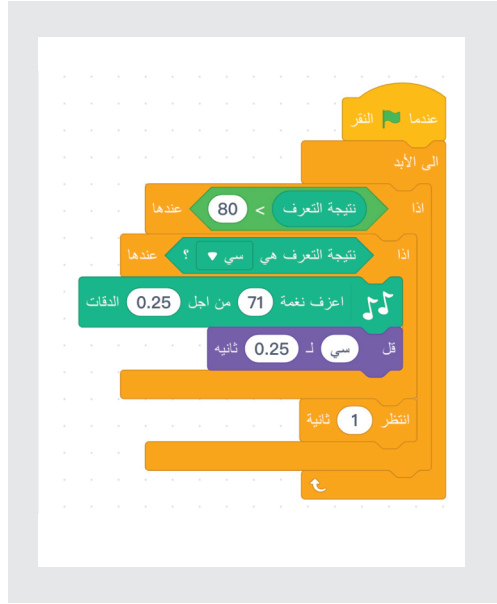 عندما النقر
الى الأبد
اذا نتيجة التعرف > 80 عندها
اذا نتيجة التعرف هي سي ؟ عندها
اعزف نغمة 71 من اجل 0.25 الدقات
قل سي لـ 0.25 ثانيه
انتظر 1 ثانية